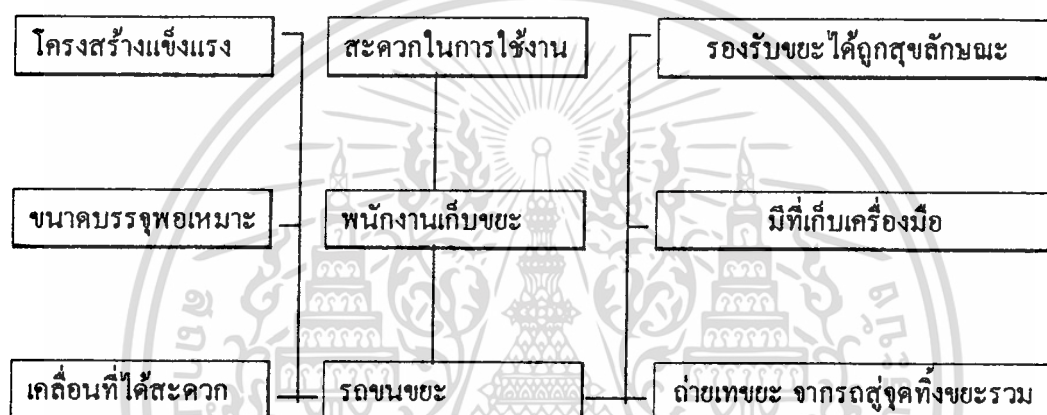 โครงสร้างแข็งแรง
สะดวกในการใช้งาน
รองรับขยะได้ถูกสุขลักษณะ
ขนาดบรรจุพอเหมาะ
พนักงานเก็บขยะ
มีที่เก็บเครื่องมือ
เคลื่อนที่ได้สะดวก
รถขนขยะ
ถ่ายเทขยะ จากรถสู่จุดทิ้งขยะรวม